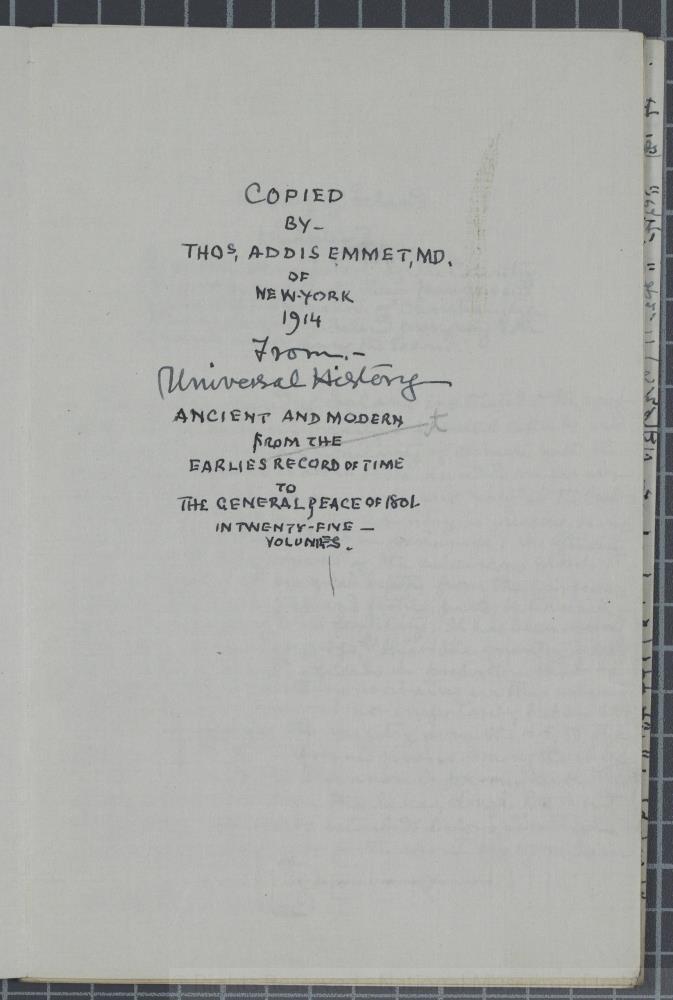 COPIED
BY-
THOS, ADDIS EMMET, MD.
OF
NEW-YORK
1914
From.-
Universal History
ANCIENT AND MODERN
FROM THE
EARLIES RECORD OF TIME
t
TO
THE GENERAL PEACE OF 1801
IN TWENTY-FIVE -
VOLUMES.